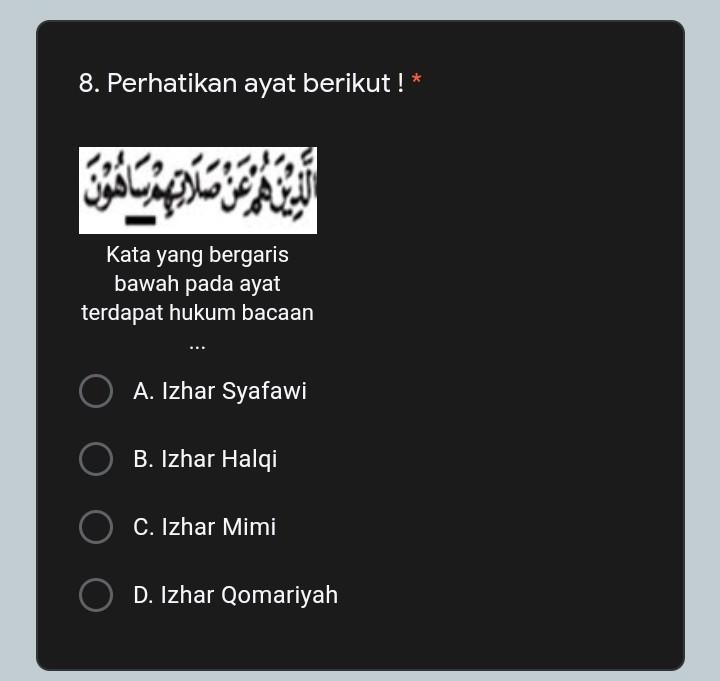 8. Perhatikan ayat berikut ! *
الَّذِيْنَ هُمْ عَنْ صَلَاتِهِمْ سَاهُوْنَ
Kata yang bergaris
bawah pada ayat
terdapat hukum bacaan
...
A. Izhar Syafawi
B. Izhar Halqi
C. Izhar Mimi
D. Izhar Qomariyah